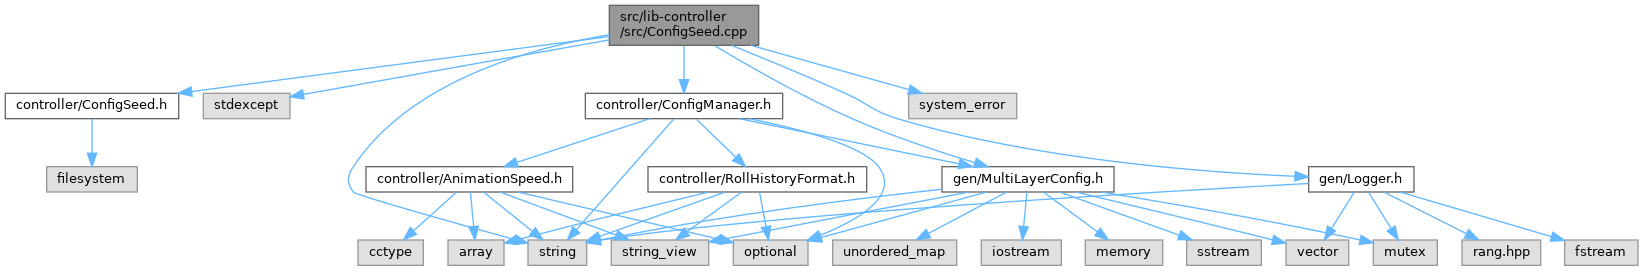 src/lib-controller
/src/ConfigSeed.cpp
controller/ConfigSeed.h
stdexcept
controller/ConfigManager.h
system_error
filesystem
controller/AnimationSpeed.h
controller/RollHistoryFormat.h
gen/MultiLayerConfig.h
gen/Logger.h
cctype
array
string
string_view
optional
unordered_map
iostream
memory
sstream
vector
mutex
rang.hpp
fstream